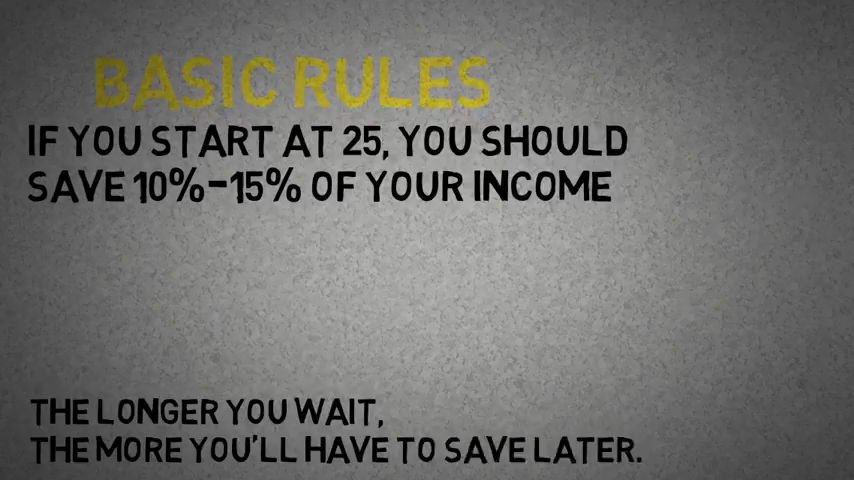 BASIC RULES
IF YOU START AT 25, YOU SHOULD
SAVE 10%-15% OF YOUR INCOME
THE LONGER YOU WAIT,
THE MORE YOU'LL HAVE TO SAVE LATER.